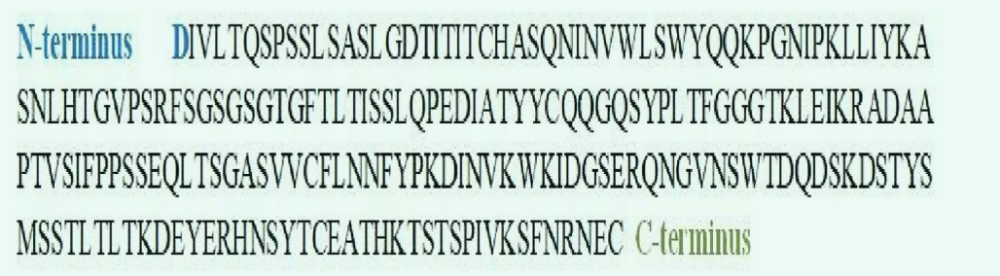 N-terminus DIVLTQSPSSLSASLGDTITITCHASQNINVWLSWYQQKPGNIPKLLIYKA
SNLHTGVPSRFSGSGSGTGFTLTISSLQPEDIATYYCQQGQSYPLTFGGGTKLEIKRADAA
PTVSIFPPSSEQLTSGASVVCFLNNFYPKDINVKWKIDGSERQNGVNSWTDQDSKDSTYS
MSSTLTLTKDEYERHNSYTCEATHKTSTSPIVKSFNRNEC C-terminus